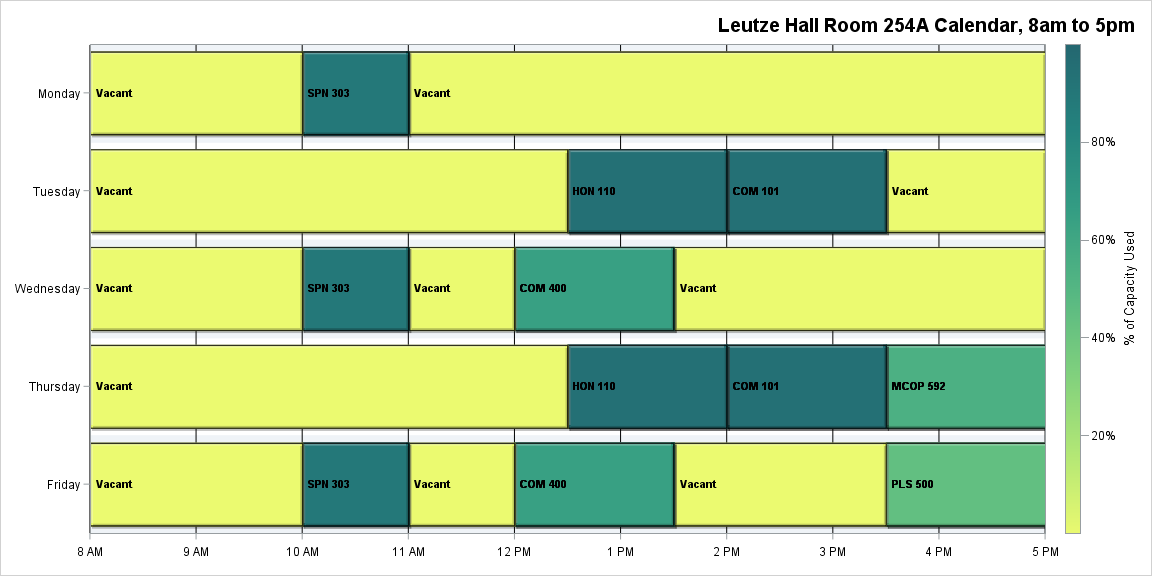 Leutze Hall Room 254A Calendar, 8am to 5pm
Monday
Vacant
SPN 303
Vacant
Tuesday
Vacant
HON 110
COM 101
Vacant
Wednesday
Vacant
SPN 303
Vacant
COM 400
Vacant
Thursday
Vacant
HON 110
COM 101
MCOP 592
Friday
Vacant
SPN 303
Vacant
COM 400
Vacant
PLS 500
8 AM
9 AM
10 AM
11 AM
12 PM
1 PM
2 PM
3 PM
4 PM
5 PM
80%
60%
40%
20%
% of Capacity Used